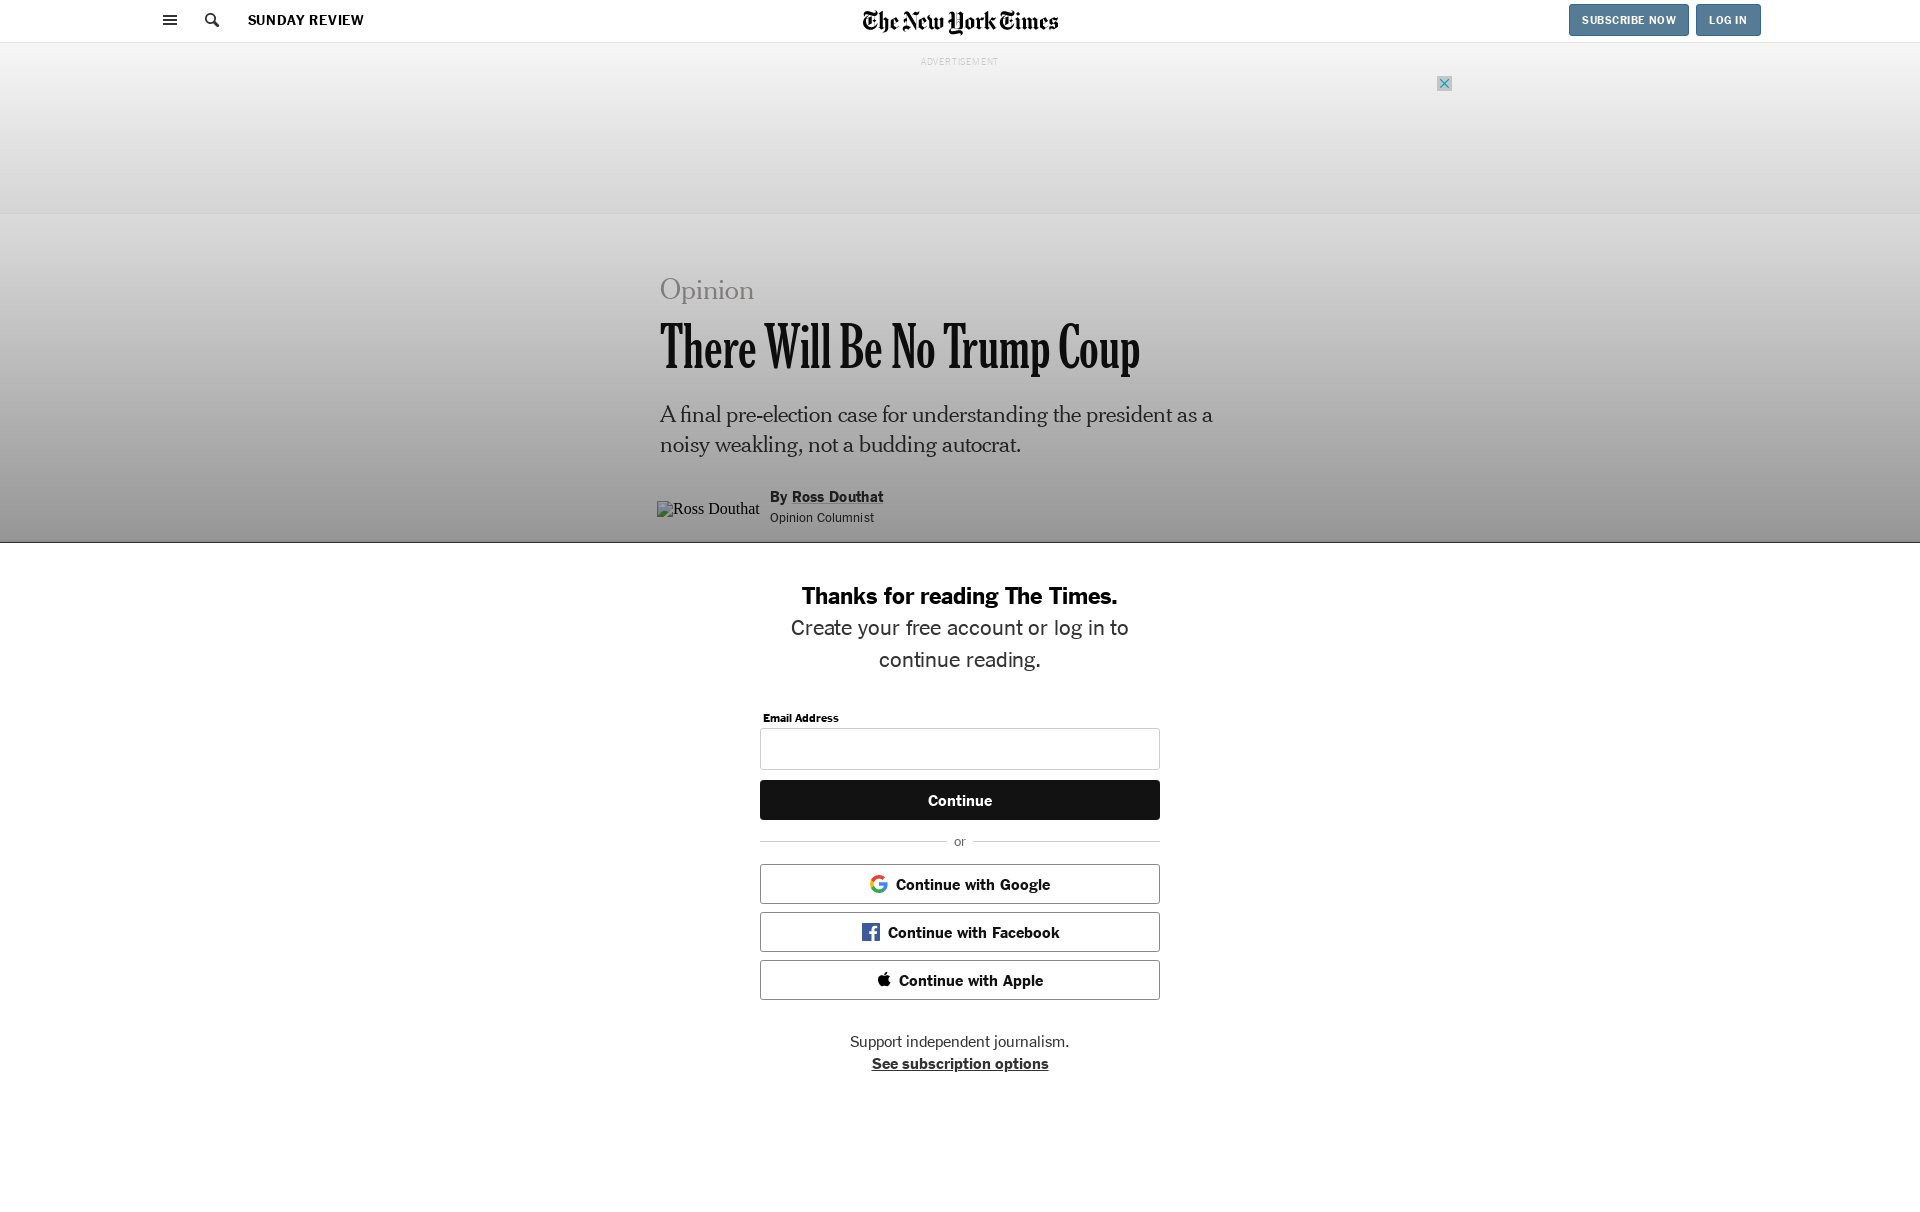 SUNDAY REVIEW
The New York Times
SUBSCRIBE NOW
LOG IN
ADVERTISEMENT
Opinion
There Will Be No Trump Coup
A final pre-election case for understanding the president as a
noisy weakling, not a budding autocrat.
Ross Douthat
By Ross Douthat
Opinion Columnist
Thanks for reading The Times.
Create your free account or log in to
continue reading.
Email Address
Continue
or
Continue with Google
Continue with Facebook
Continue with Apple
Support independent journalism.
See subscription options